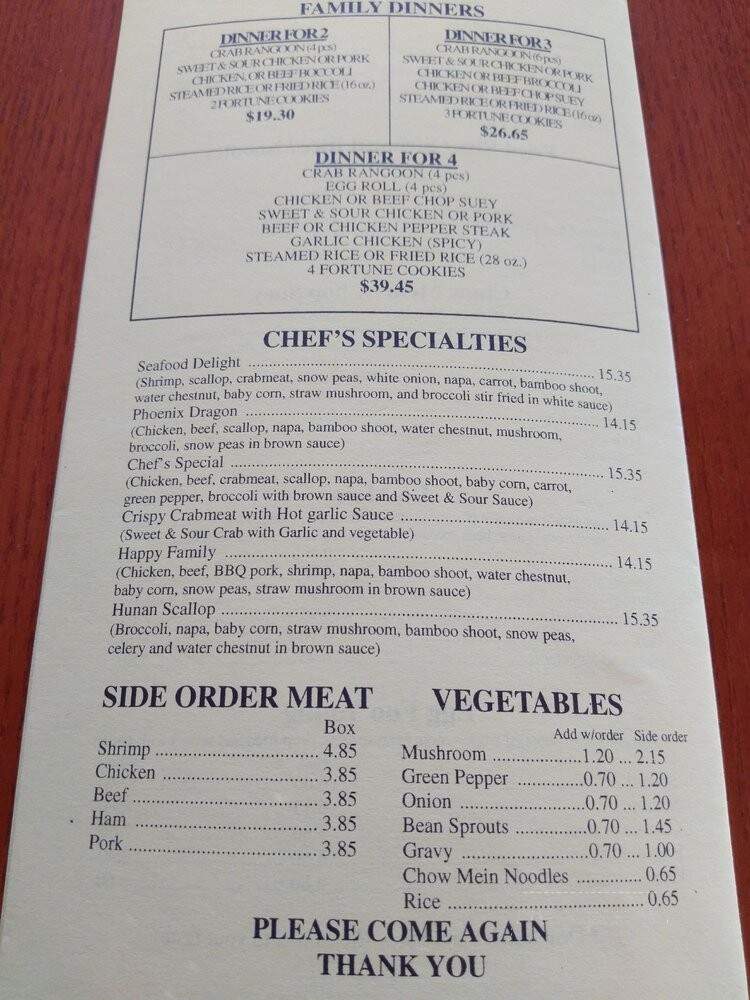 FAMILY DINNERS
DINNER FOR 2
CRAB RANGOON (4 pcs)
SWEET & SOUR CHICKEN OR PORK
CHICKEN, OR BEEF BOCCOLI
STEAMED RICE OR FRIED RICE (16 oz.)
2 FORTUNE COOKIES
$19.30
DINNER FOR 3
CRAB RANGOON (6 pcs)
SWEET & SOUR CHICKEN OR PORK
CHICKEN OR BEEF BROCCOLI
CHICKEN OR BEEF CHOP SUEY
STEAMED RICE OR FRIED RICE (16 oz)
3 FORTUNE COOKIES
$26.65
DINNER FOR 4
CRAB RANGOON (4 pcs)
EGG ROLL (4 pcs)
CHICKEN OR BEEF CHOP SUEY
SWEET & SOUR CHICKEN OR PORK
BEEF OR CHICKEN PEPPER STEAK
GARLIC CHICKEN (SPICY)
STEAMED RICE OR FRIED RICE (28 oz.)
4 FORTUNE COOKIES
$39.45
CHEF'S SPECIALTIES
Seafood Delight ........ 15.35
(Shrimp, scallop, crabmeat, snow peas, white onion, napa, carrot, bamboo shoot,
water chestnut, baby corn, straw mushroom, and broccoli stir fried in white sauce)
Phoenix Dragon ........ 14.15
(Chicken, beef, scallop, napa, bamboo shoot, water chestnut, mushroom,
broccoli, snow peas in brown sauce)
Chef's Special ........ 15.35
(Chicken, beef, crabmeat, scallop, napa, bamboo shoot, baby corn, carrot,
green pepper, broccoli with brown sauce and Sweet & Sour Sauce)
Crispy Crabmeat with Hot garlic Sauce ........ 14.15
(Sweet & Sour Crab with Garlic and vegetable)
Happy Family ........ 14.15
(Chicken, beef, BBQ pork, shrimp, napa, bamboo shoot, water chestnut,
baby corn, snow peas, straw mushroom in brown sauce)
Hunan Scallop ........ 15.35
(Broccoli, napa, baby corn, straw mushroom, bamboo shoot, snow peas,
celery and water chestnut in brown sauce)
SIDE ORDER MEAT
Box
Shrimp ........ 4.85
Chicken ........ 3.85
Beef ........ 3.85
Ham ........ 3.85
Pork ........ 3.85
VEGETABLES
Add w/order Side order
Mushroom ........ 1.20 ... 2.15
Green Pepper ........ 0.70 ... 1.20
Onion ........ 0.70 ... 1.20
Bean Sprouts ........ 0.70 ... 1.45
Gravy ........ 0.70 ... 1.00
Chow Mein Noodles ........ 0.65
Rice ........ 0.65
PLEASE COME AGAIN
THANK YOU